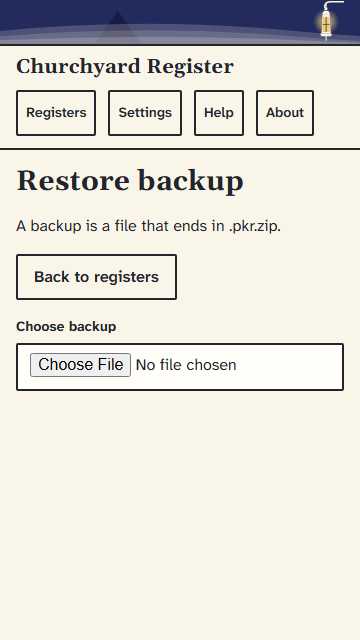 Churchyard Register
Registers Settings Help About
Restore backup
A backup is a file that ends in .pkr.zip.
Back to registers
Choose backup
Choose File No file chosen